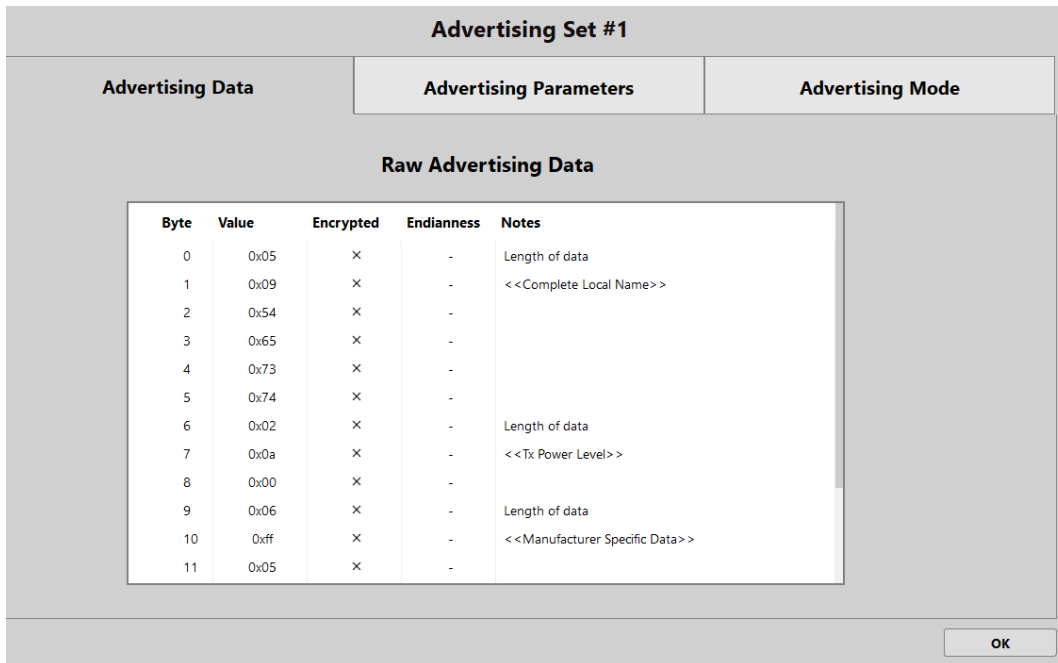 Advertising Set #1
Advertising Data Advertising Parameters Advertising Mode
Raw Advertising Data
Byte Value Encrypted Endianness Notes
0 0x05 × - Length of data
1 0x09 × - <<Complete Local Name>>
2 0x54 × -
3 0x65 × -
4 0x73 × -
5 0x74 × -
6 0x02 × - Length of data
7 0x0a × - <<Tx Power Level>>
8 0x00 × -
9 0x06 × - Length of data
10 0xff × - <<Manufacturer Specific Data>>
11 0x05 × -
OK